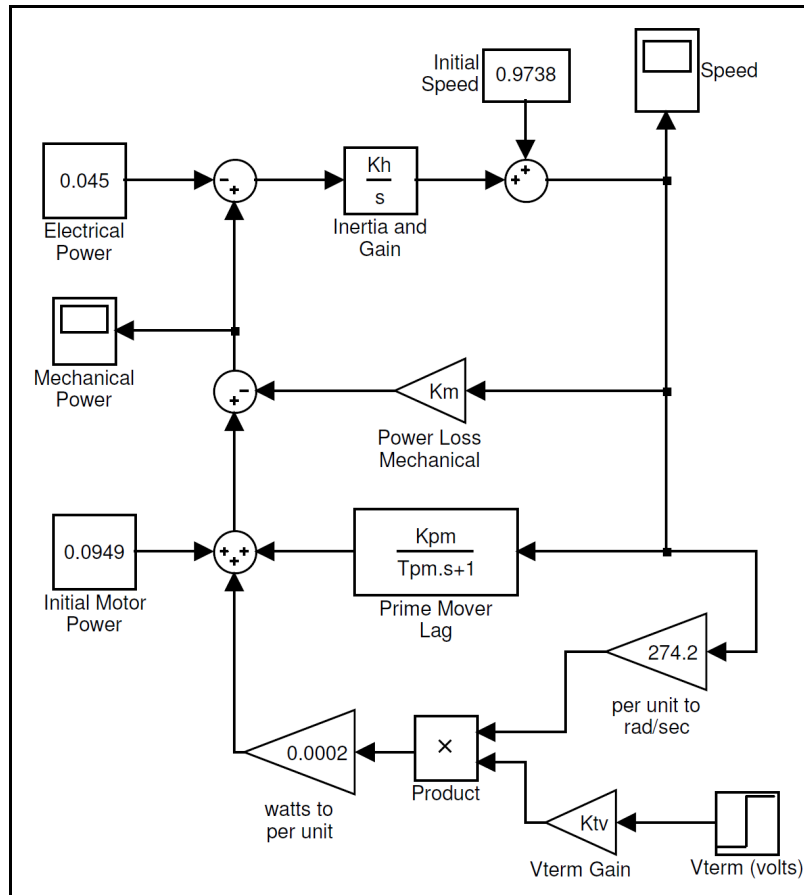 Initial
Speed
0.9738
Speed
0.045
-
+
Kh
s
+
+
Electrical
Power
Inertia and
Gain
Mechanical
Power
-
+
Km
Power Loss
Mechanical
0.0949
+
+
+
Kpm
Tpm.s+1
Initial Motor
Power
Prime Mover
Lag
274.2
per unit to
rad/sec
0.0002
×
watts to
per unit
Product
Ktv
Vterm Gain
Vterm (volts)